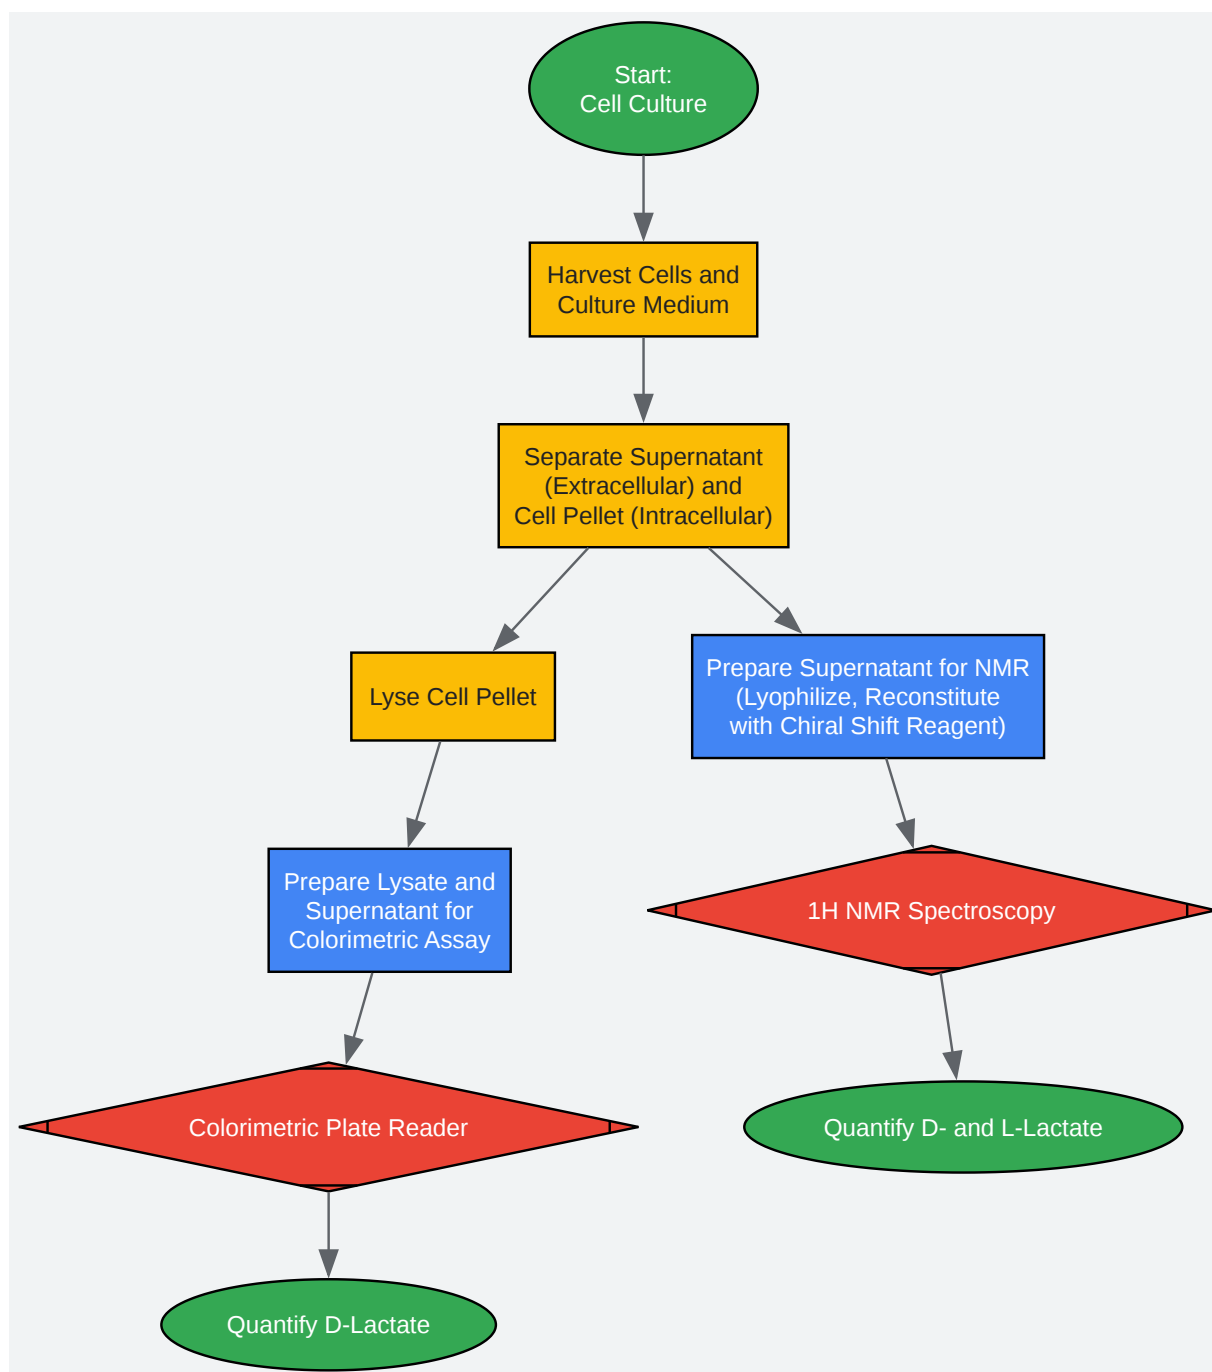 Start:
Cell Culture
Harvest Cells and
Culture Medium
Separate Supernatant
(Extracellular) and
Cell Pellet (Intracellular)
Lyse Cell Pellet
Prepare Supernatant for NMR
(Lyophilize, Reconstitute
with Chiral Shift Reagent)
Prepare Lysate and
Supernatant for
Colorimetric Assay
1H NMR Spectroscopy
Colorimetric Plate Reader
Quantify D- and L-Lactate
Quantify D-Lactate